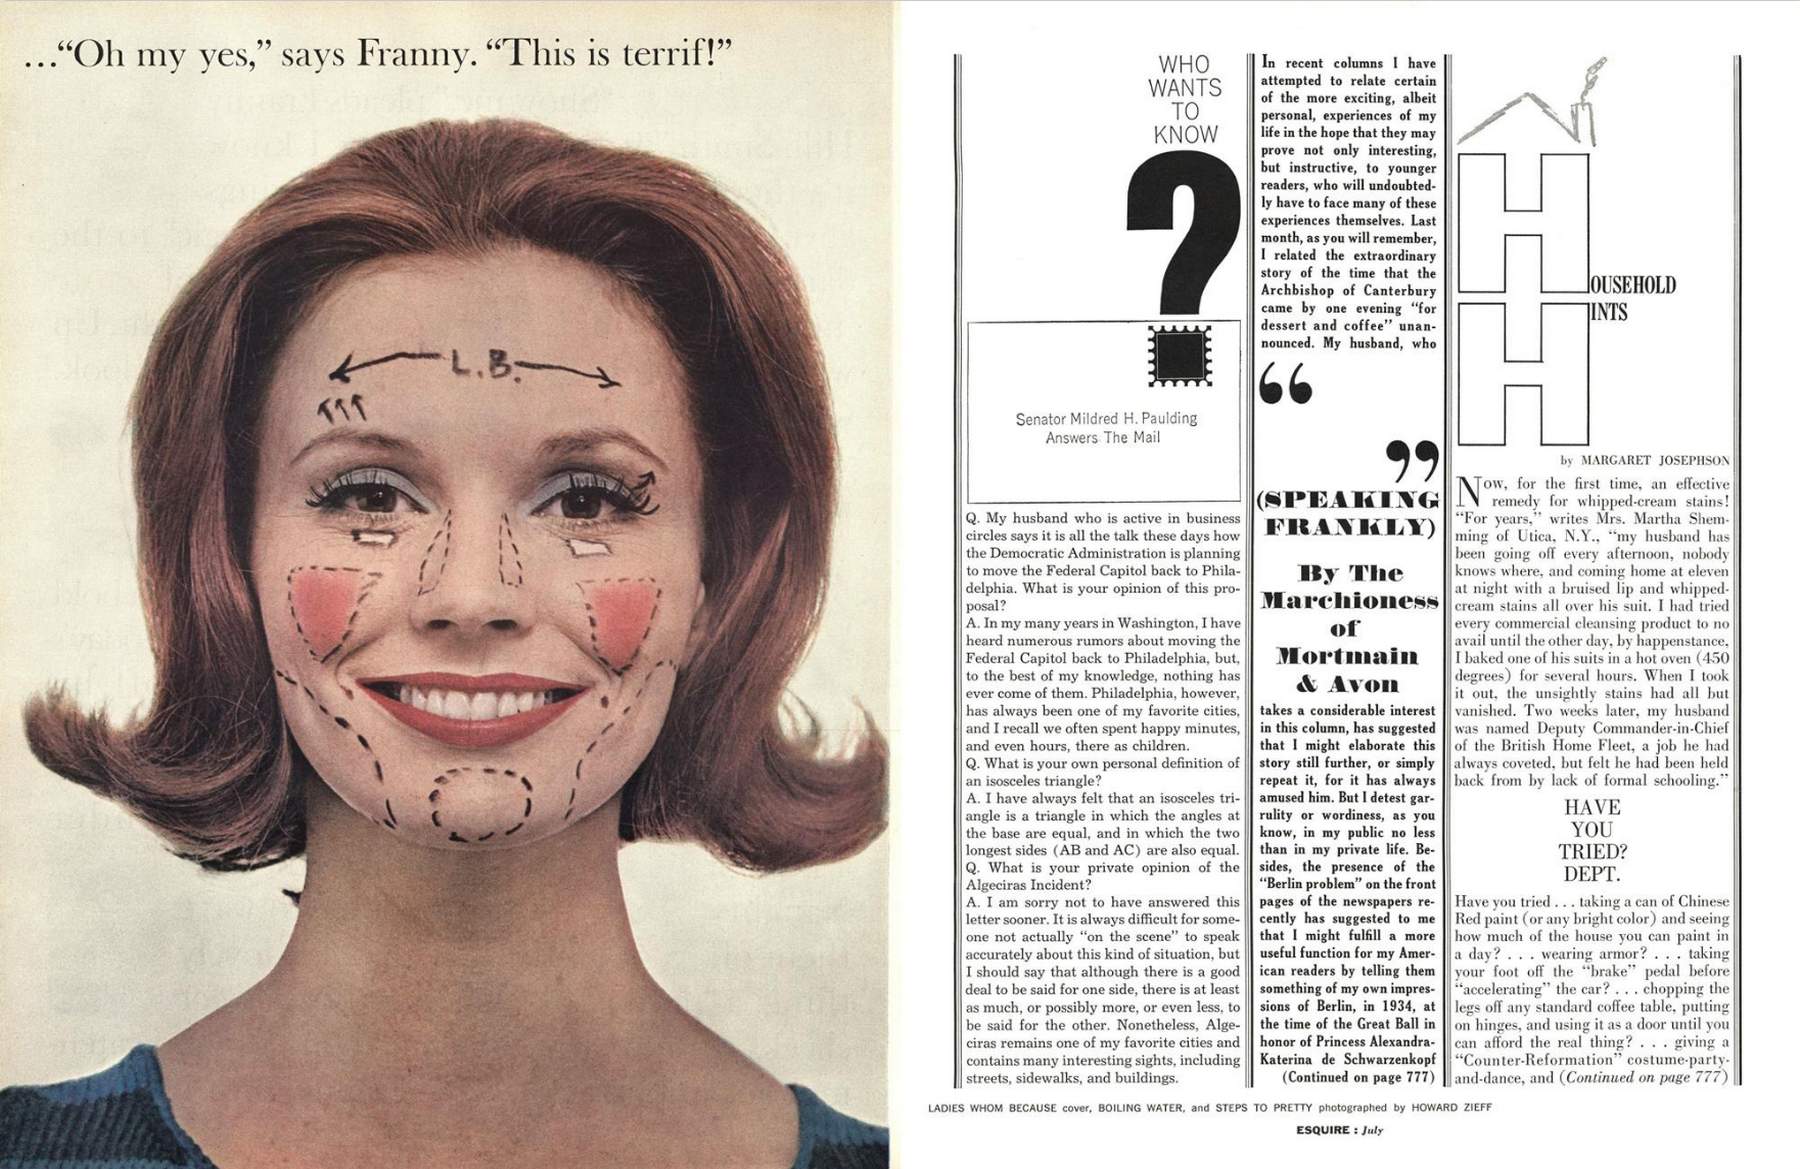 …“Oh my yes,” says Franny. “This is terrif!”
L.B.
WHO
WANTS
TO
KNOW
?
Senator Mildred H. Paulding
Answers The Mail
Q. My husband who is active in business
circles says it is all the talk these days how
the Democratic Administration is planning
to move the Federal Capitol back to Phila-
delphia. What is your opinion of this pro-
posal?
A. In my many years in Washington, I have
heard numerous rumors about moving the
Federal Capitol back to Philadelphia, but,
to the best of my knowledge, nothing has
ever come of them. Philadelphia, however,
has always been one of my favorite cities,
and I recall we often spent happy minutes,
and even hours, there as children.
Q. What is your own personal definition of
an isosceles triangle?
A. I have always felt that an isosceles tri-
angle is a triangle in which the angles at
the base are equal, and in which the two
longest sides (AB and AC) are also equal.
Q. What is your private opinion of the
Algeciras Incident?
A. I am sorry not to have answered this
letter sooner. It is always difficult for some-
one not actually “on the scene” to speak
accurately about this kind of situation, but
I should say that although there is a good
deal to be said for one side, there is at least
as much, or possibly more, or even less, to
be said for the other. Nonetheless, Alge-
ciras remains one of my favorite cities and
contains many interesting sights, including
streets, sidewalks, and buildings.
In recent columns I have
attempted to relate certain
of the more exciting, albeit
personal, experiences of my
life in the hope that they may
prove not only interesting,
but instructive, to younger
readers, who will undoubted-
ly have to face many of these
experiences themselves. Last
month, as you will remember,
I related the extraordinary
story of the time that the
Archbishop of Canterbury
came by one evening “for
dessert and coffee” unan-
nounced. My husband, who
“
”
(SPEAKING
FRANKLY)
By The
Marchioness
of
Mortmain
& Avon
takes a considerable interest
in this column, has suggested
that I might elaborate this
story still further, or simply
repeat it, for it has always
amused him. But I detest gar-
rulity or wordiness, as you
know, in my public no less
than in my private life. Be-
sides, the presence of the
“Berlin problem” on the front
pages of the newspapers re-
cently has suggested to me
that I might fulfill a more
useful function for my Amer-
ican readers by telling them
something of my own impres-
sions of Berlin, in 1934, at
the time of the Great Ball in
honor of Princess Alexandra-
Katerina de Schwarzenkopf
(Continued on page 777)
HOUSEHOLD
HINTS
by MARGARET JOSEPHSON
Now, for the first time, an effective
remedy for whipped-cream stains!
“For years,” writes Mrs. Martha Shem-
ming of Utica, N.Y., “my husband has
been going off every afternoon, nobody
knows where, and coming home at eleven
at night with a bruised lip and whipped-
cream stains all over his suit. I had tried
every commercial cleansing product to no
avail until the other day, by happenstance,
I baked one of his suits in a hot oven (450
degrees) for several hours. When I took
it out, the unsightly stains had all but
vanished. Two weeks later, my husband
was named Deputy Commander-in-Chief
of the British Home Fleet, a job he had
always coveted, but felt he had been held
back from by lack of formal schooling.”
HAVE
YOU
TRIED?
DEPT.
Have you tried . . . taking a can of Chinese
Red paint (or any bright color) and seeing
how much of the house you can paint in
a day? . . . wearing armor? . . . taking
your foot off the “brake” pedal before
“accelerating” the car? . . . chopping the
legs off any standard coffee table, putting
on hinges, and using it as a door until you
can afford the real thing? . . . giving a
“Counter-Reformation” costume-party-
and-dance, and (Continued on page 777)
LADIES WHOM BECAUSE cover, BOILING WATER, and STEPS TO PRETTY photographed by HOWARD ZIEFF
ESQUIRE : July